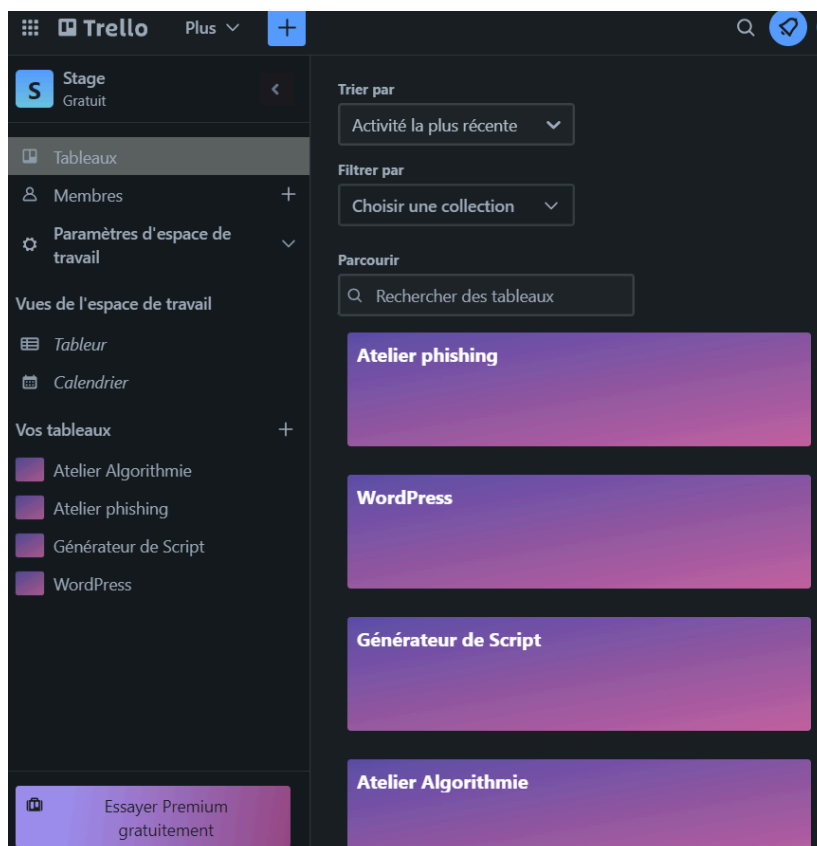 Trello
Plus
S
Stage
Gratuit
Tableaux
Membres
Paramètres d'espace de
travail
Vues de l'espace de travail
Tableur
Calendrier
Vos tableaux
Atelier Algorithmie
Atelier phishing
Générateur de Script
WordPress
Essayer Premium
gratuitement
Trier par
Activité la plus récente
Filtrer par
Choisir une collection
Parcourir
Rechercher des tableaux
Atelier phishing
WordPress
Générateur de Script
Atelier Algorithmie